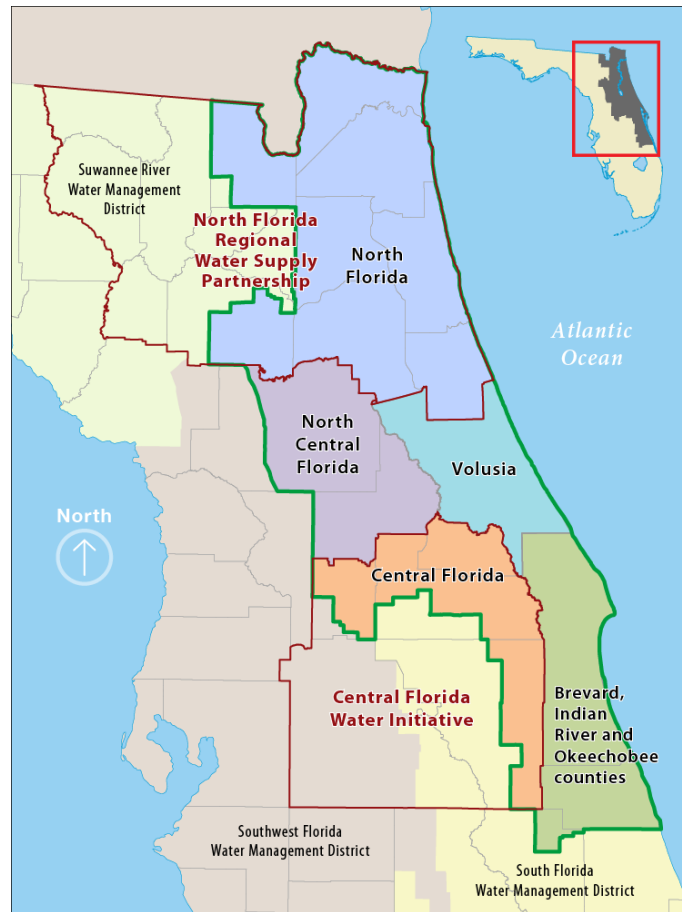 Suwannee River
Water Management
District
North Florida
Regional
Water Supply
Partnership
North
Florida
Atlantic
Ocean
North
Central
Florida
Volusia
North
Central Florida
Central Florida
Water Initiative
Brevard,
Indian
River and
Okeechobee
counties
Southwest Florida
Water Management District
South Florida
Water Management District